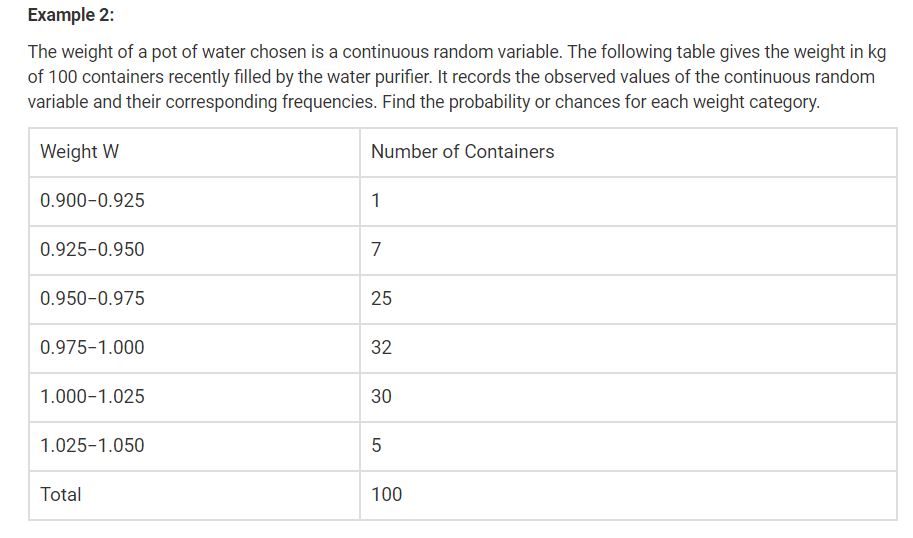 Example 2:
The weight of a pot of water chosen is a continuous random variable. The following table gives the weight in kg
of 100 containers recently filled by the water purifier. It records the observed values of the continuous random
variable and their corresponding frequencies. Find the probability or chances for each weight category.
Weight W Number of Containers
0.900−0.925 1
0.925−0.950 7
0.950−0.975 25
0.975−1.000 32
1.000−1.025 30
1.025−1.050 5
Total 100